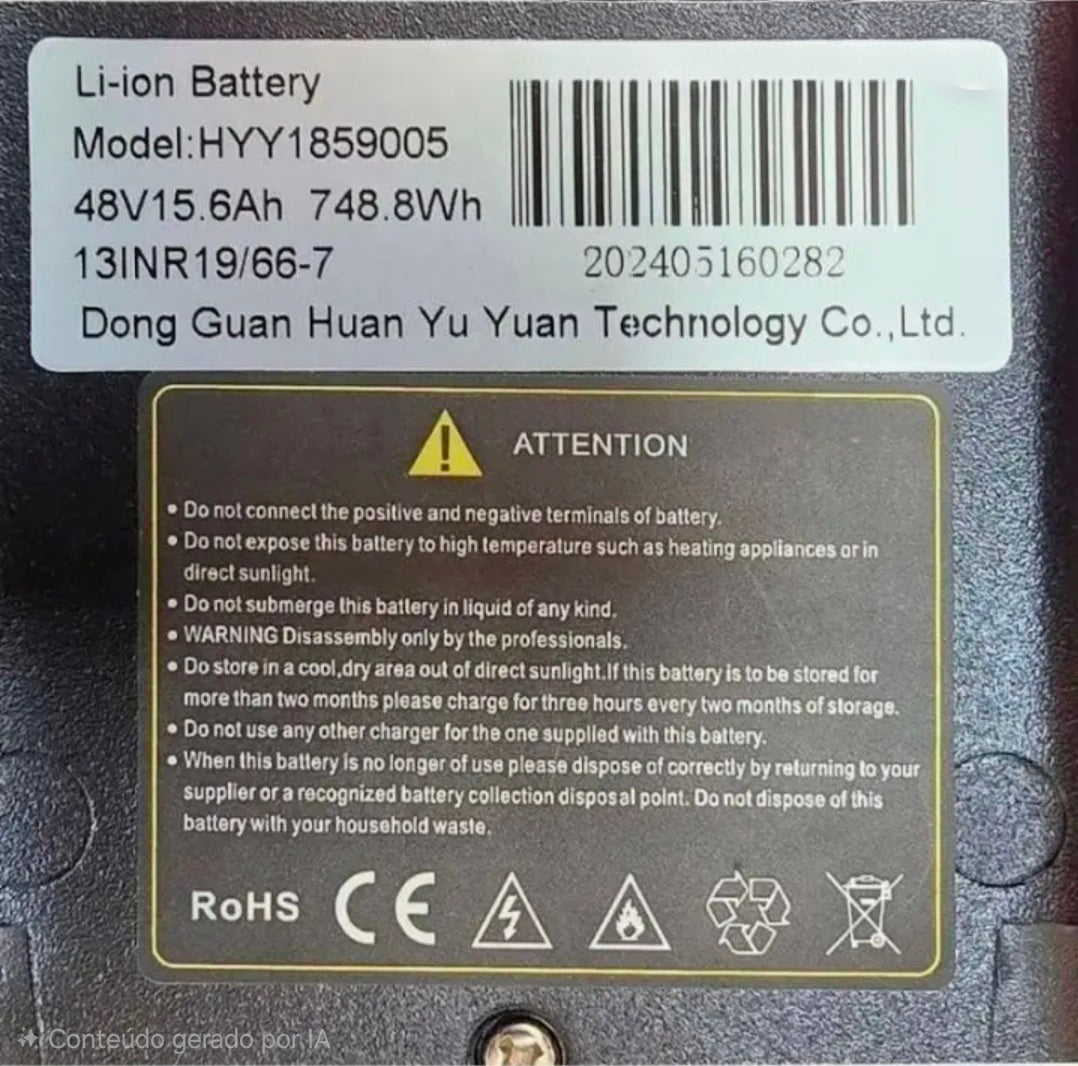 Li-ion Battery
Model:HYY1859005
48V15.6Ah 748.8Wh
13INR19/66-7
202405160282
Dong Guan Huan Yu Yuan Technology Co.,Ltd.
ATTENTION
• Do not connect the positive and negative terminals of battery.
• Do not expose this battery to high temperature such as heating appliances or in
direct sunlight.
• Do not submerge this battery in liquid of any kind.
• WARNING Disassembly only by the professionals.
• Do store in a cool,dry area out of direct sunlight.If this battery is to be stored for
more than two months please charge for three hours every two months of storage.
• Do not use any other charger for the one supplied with this battery.
• When this battery is no longer of use please dispose of correctly by returning to your
supplier or a recognized battery collection disposal point. Do not dispose of this
battery with your household waste.
RoHS CE
Conteúdo gerado por IA